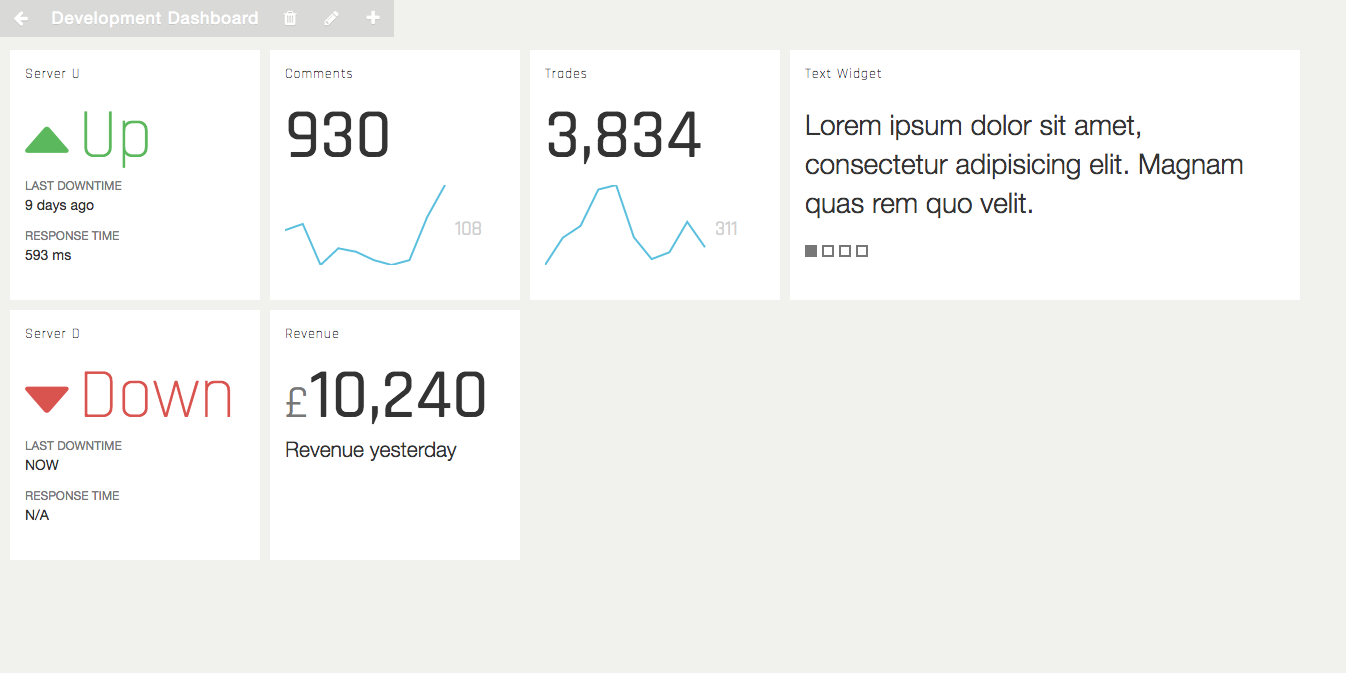 Development Dashboard
Server U
Up
LAST DOWNTIME
9 days ago
RESPONSE TIME
593 ms
Comments
930
108
Trades
3,834
311
Text Widget
Lorem ipsum dolor sit amet,
consectetur adipisicing elit. Magnam
quas rem quo velit.
Server D
Down
LAST DOWNTIME
NOW
RESPONSE TIME
N/A
Revenue
£10,240
Revenue yesterday